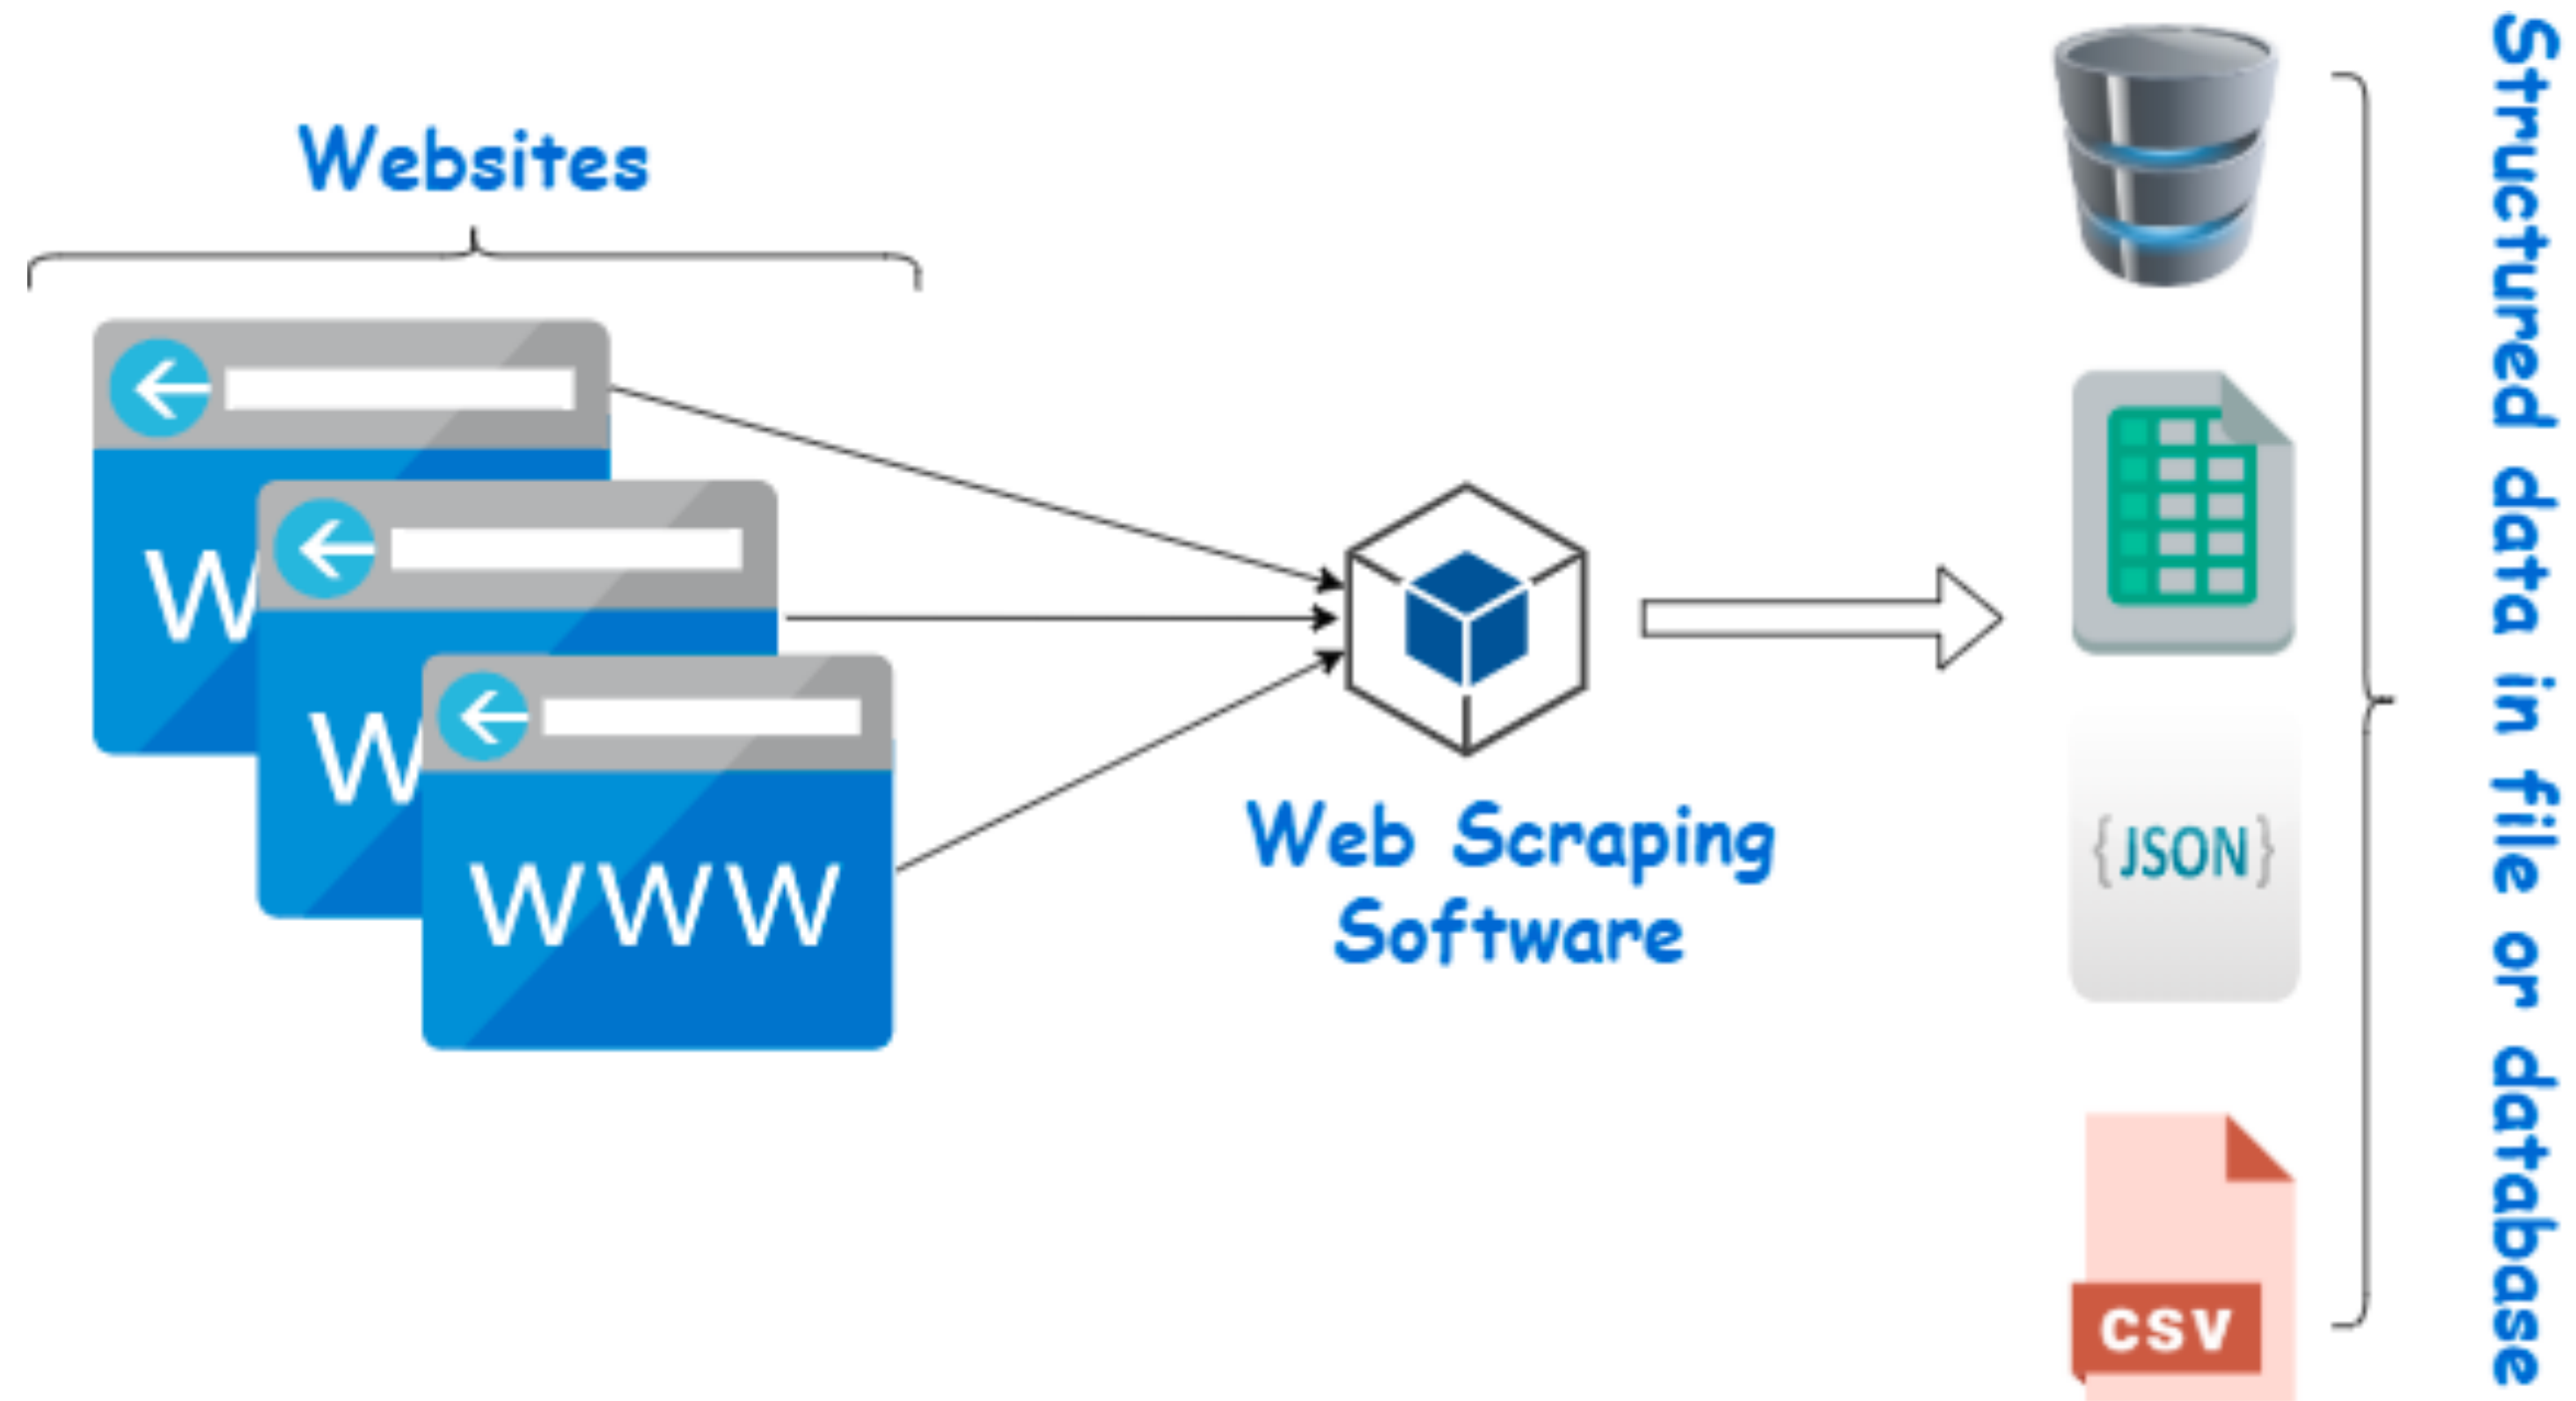 Websites
W
W
WWW
Web Scraping
Software
{JSON}
CSV
Structured data in file or database